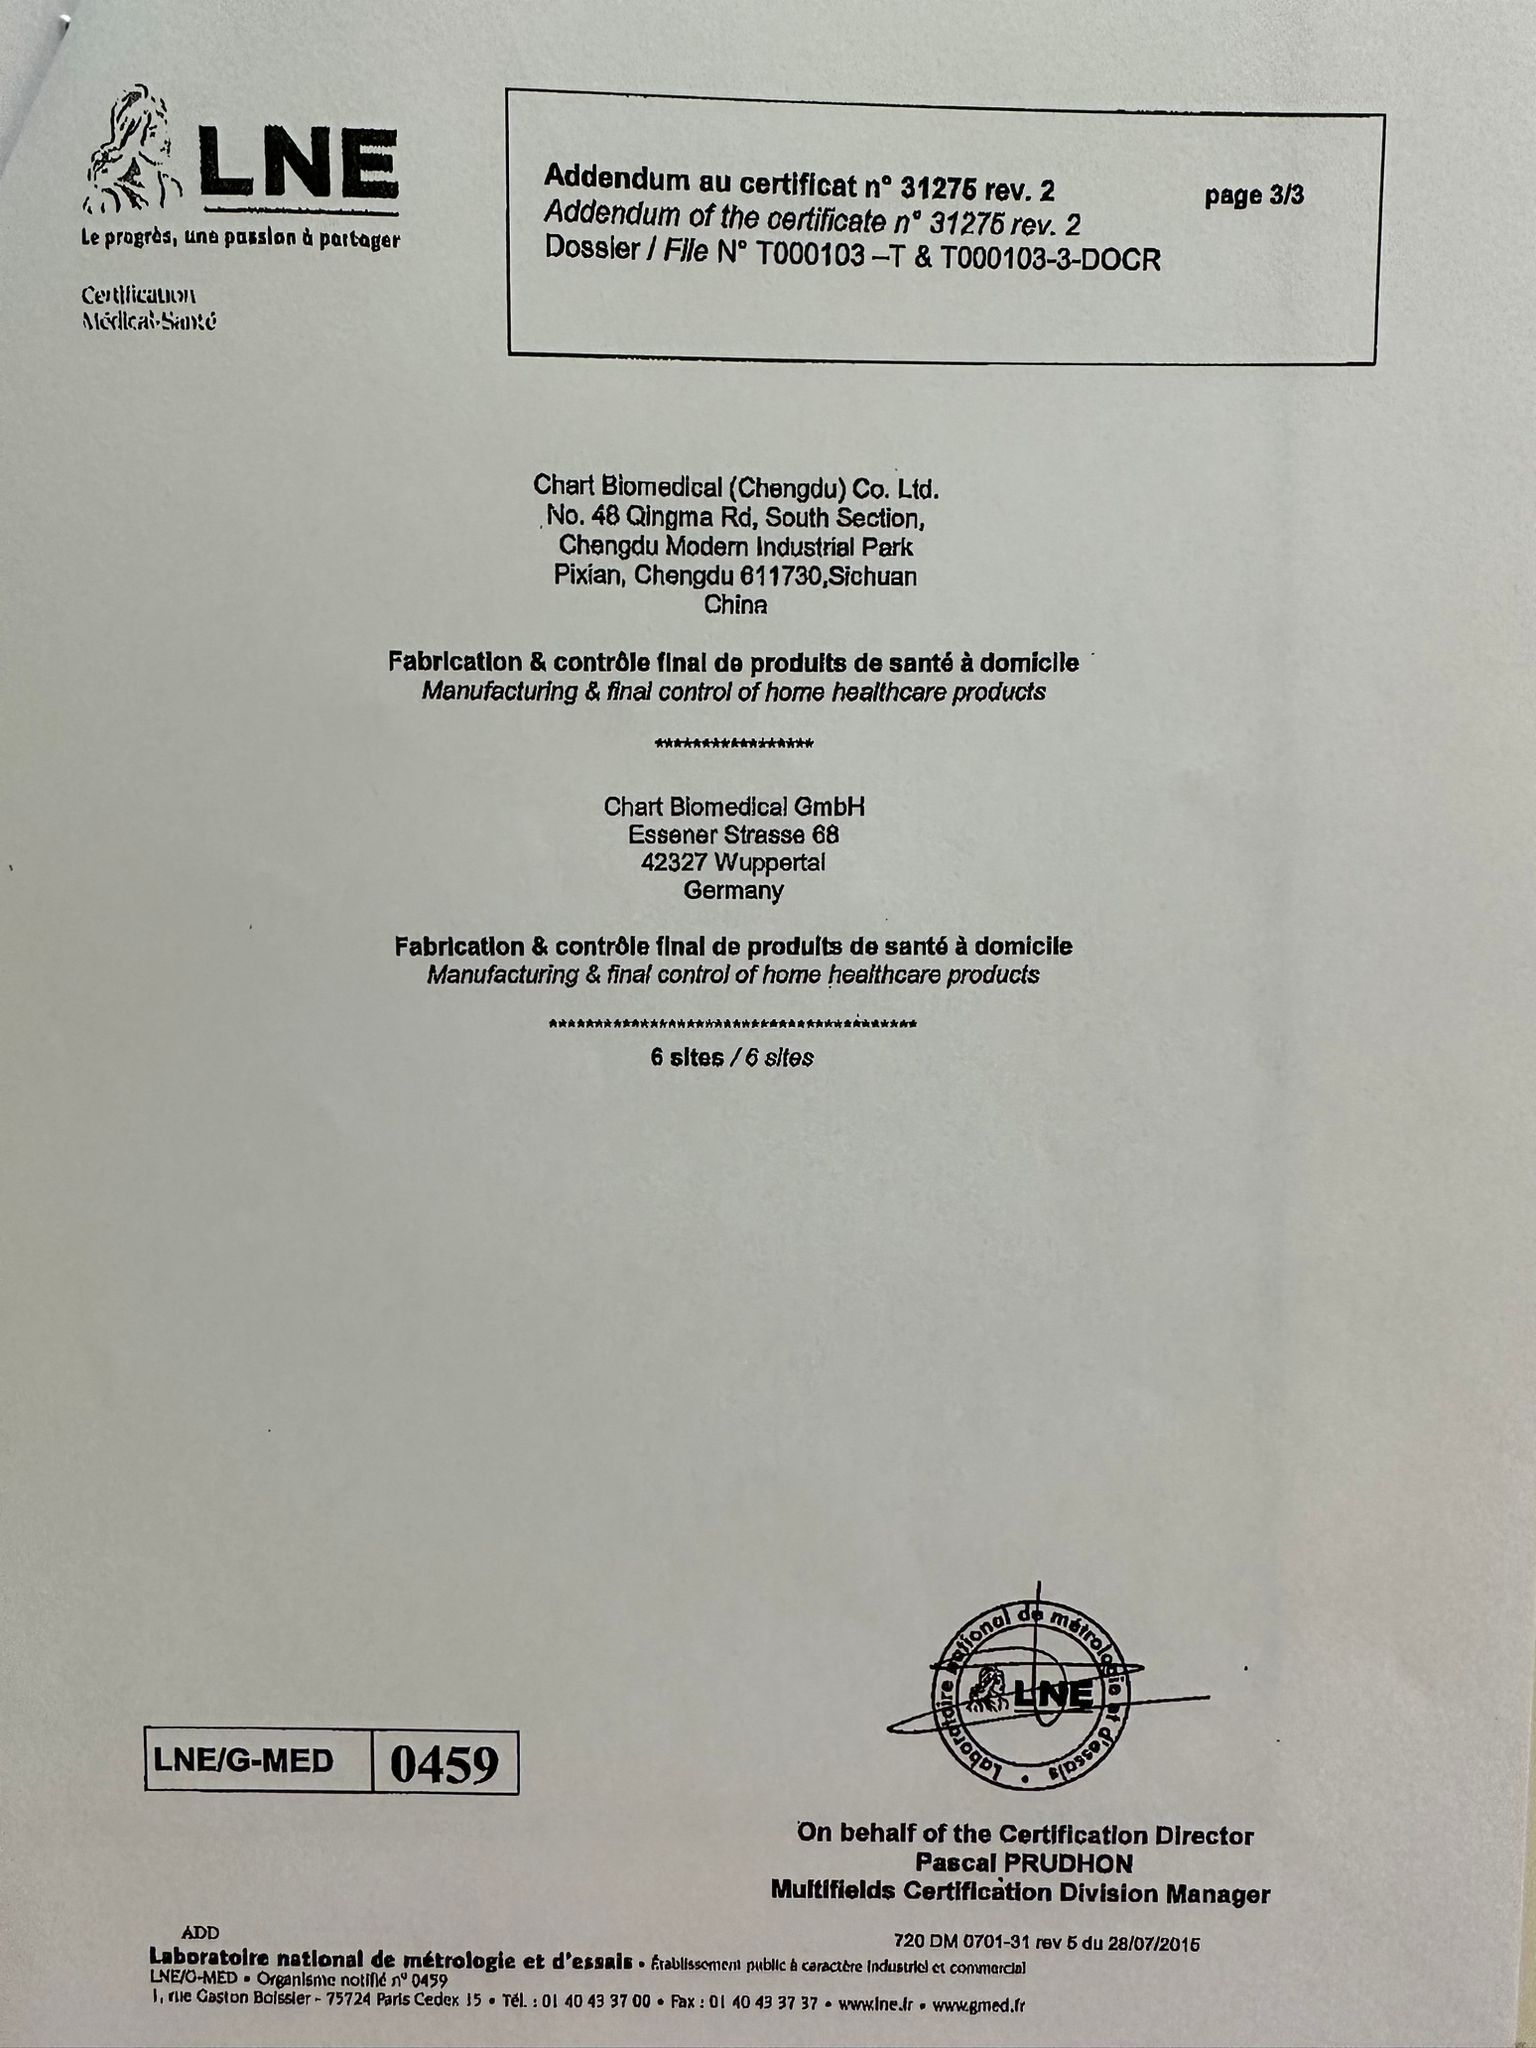 LNE
Le progrès, une passion à partager
Certification
Médical-Santé
Addendum au certificat n° 31275 rev. 2 page 3/3
Addendum of the certificate n° 31275 rev. 2
Dossier / File N° T000103 –T & T000103-3-DOCR
Chart Biomedical (Chengdu) Co. Ltd.
No. 48 Qingma Rd, South Section,
Chengdu Modern Industrial Park
Pixian, Chengdu 611730,Sichuan
China
Fabrication & contrôle final de produits de santé à domicile
Manufacturing & final control of home healthcare products
*****************
Chart Biomedical GmbH
Essener Strasse 68
42327 Wuppertal
Germany
Fabrication & contrôle final de produits de santé à domicile
Manufacturing & final control of home healthcare products
****************************************
6 sites / 6 sites
Laboratoire national de métrologie et d'essais •
LNE
LNE/G-MED 0459
On behalf of the Certification Director
Pascal PRUDHON
Multifields Certification Division Manager
ADD
720 DM 0701-31 rev 5 du 28/07/2015
Laboratoire national de métrologie et d'essais • Établissement public à caractère industriel et commercial
LNE/G-MED • Organisme notifié n° 0459
1, rue Gaston Boissier - 75724 Paris Cedex 15 • Tél. : 01 40 43 37 00 • Fax : 01 40 43 37 37 • www.lne.fr • www.gmed.fr